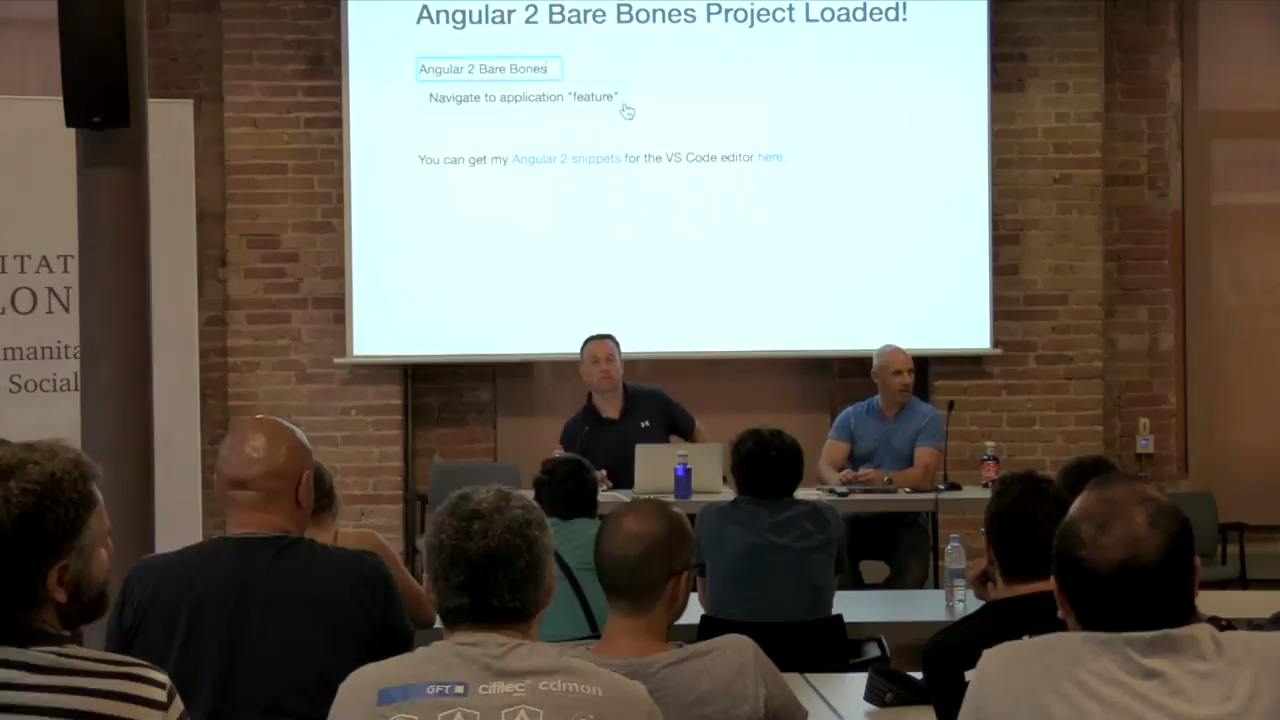 Angular 2 Bare Bones Project Loaded!
Angular 2 Bare Bones
Navigate to application "feature"
You can get my Angular 2 snippets for the VS Code editor here.
ITAT
LON
umanita
s Social
GFT citilec cdmon